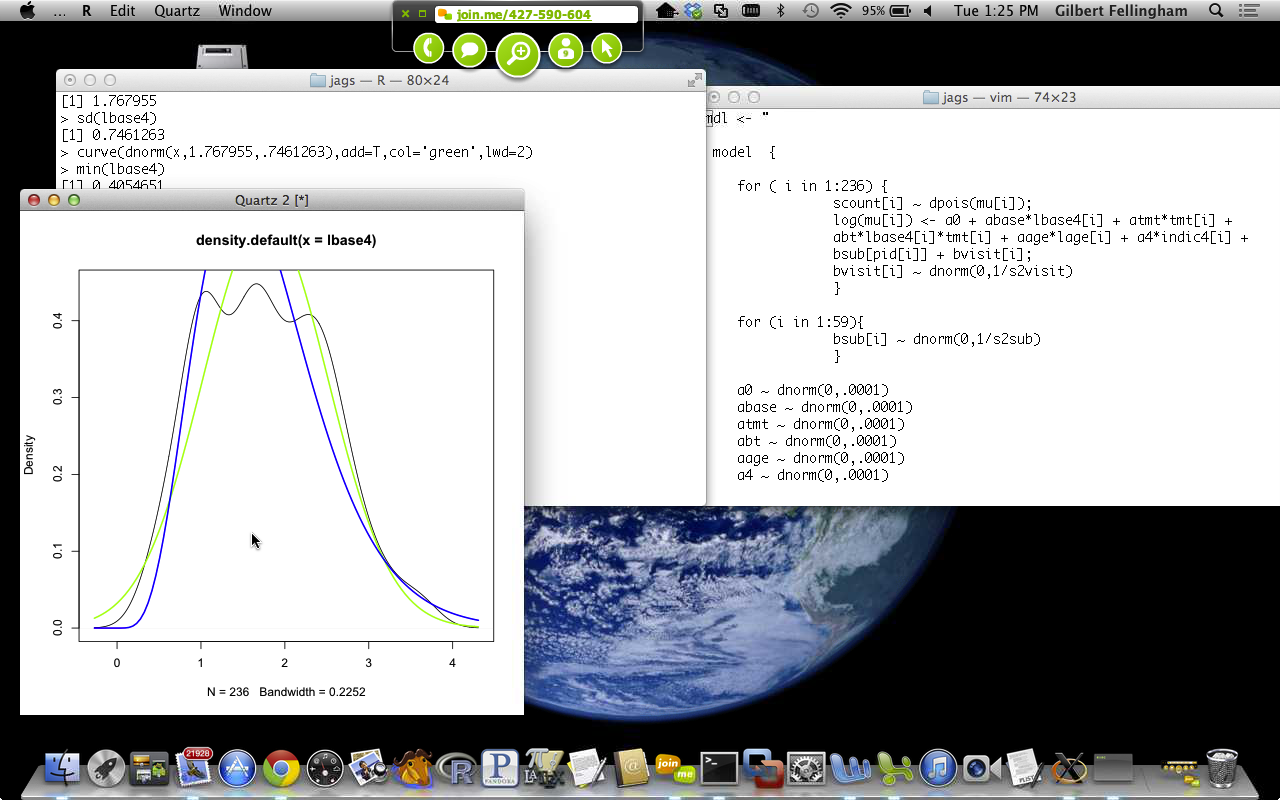 ... R Edit Quartz Window
join.me/427-590-604
95% Tue 1:25 PM Gilbert Fellingham
jags — R — 80×24
[1] 1.767955
> sd(lbase4)
[1] 0.7461263
> curve(dnorm(x,1.767955,.7461263),add=T,col='green',lwd=2)
> min(lbase4)
[1] 0.4054651
jags — vim — 74×23
mdl <- "
model {
for ( i in 1:236) {
scount[i] ~ dpois(mu[i]);
log(mu[i]) <- a0 + abase*lbase4[i] + atmt*tmt[i] +
abt*lbase4[i]*tmt[i] + aage*lage[i] + a4*indic4[i] +
bsub[pid[i]] + bvisit[i];
bvisit[i] ~ dnorm(0,1/s2visit)
}
for (i in 1:59){
bsub[i] ~ dnorm(0,1/s2sub)
}
a0 ~ dnorm(0,.0001)
abase ~ dnorm(0,.0001)
atmt ~ dnorm(0,.0001)
abt ~ dnorm(0,.0001)
aage ~ dnorm(0,.0001)
a4 ~ dnorm(0,.0001)
Quartz 2 [*]
density.default(x = lbase4)
Density
0.4
0.3
0.2
0.1
0.0
0 1 2 3 4
N = 236 Bandwidth = 0.2252
21928
R
P
PANDORA
join
me
PLIST